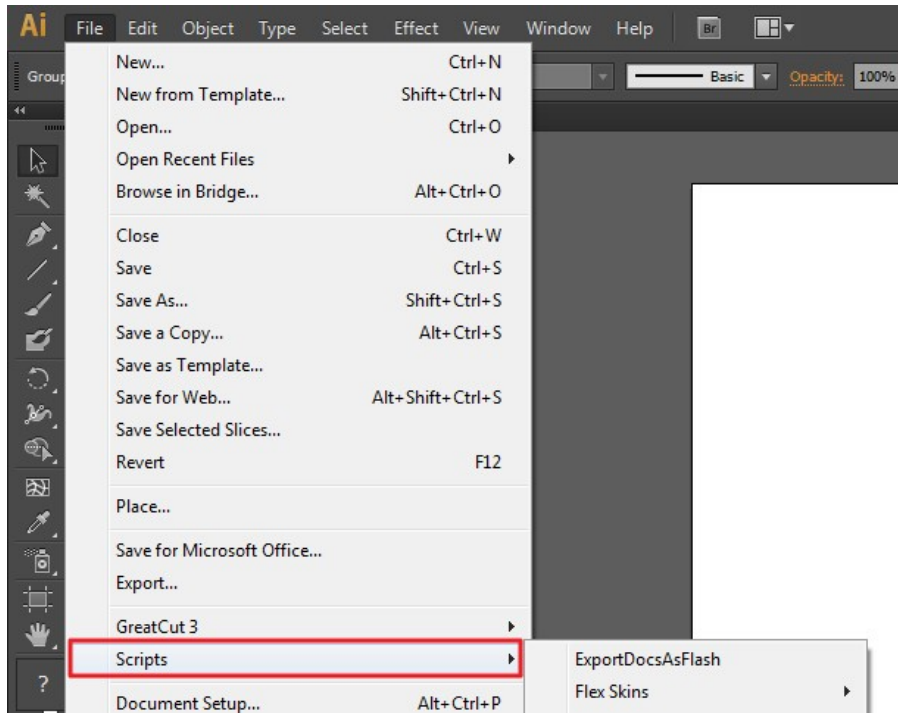 Ai File Edit Object Type Select Effect View Window Help Br
Group Basic Opacity: 100%
New... Ctrl+N
New from Template... Shift+Ctrl+N
Open... Ctrl+O
Open Recent Files
Browse in Bridge... Alt+Ctrl+O
Close Ctrl+W
Save Ctrl+S
Save As... Shift+Ctrl+S
Save a Copy... Alt+Ctrl+S
Save as Template...
Save for Web... Alt+Shift+Ctrl+S
Save Selected Slices...
Revert F12
Place...
Save for Microsoft Office...
Export...
GreatCut 3
Scripts ExportDocsAsFlash
? Flex Skins
Document Setup... Alt+Ctrl+P